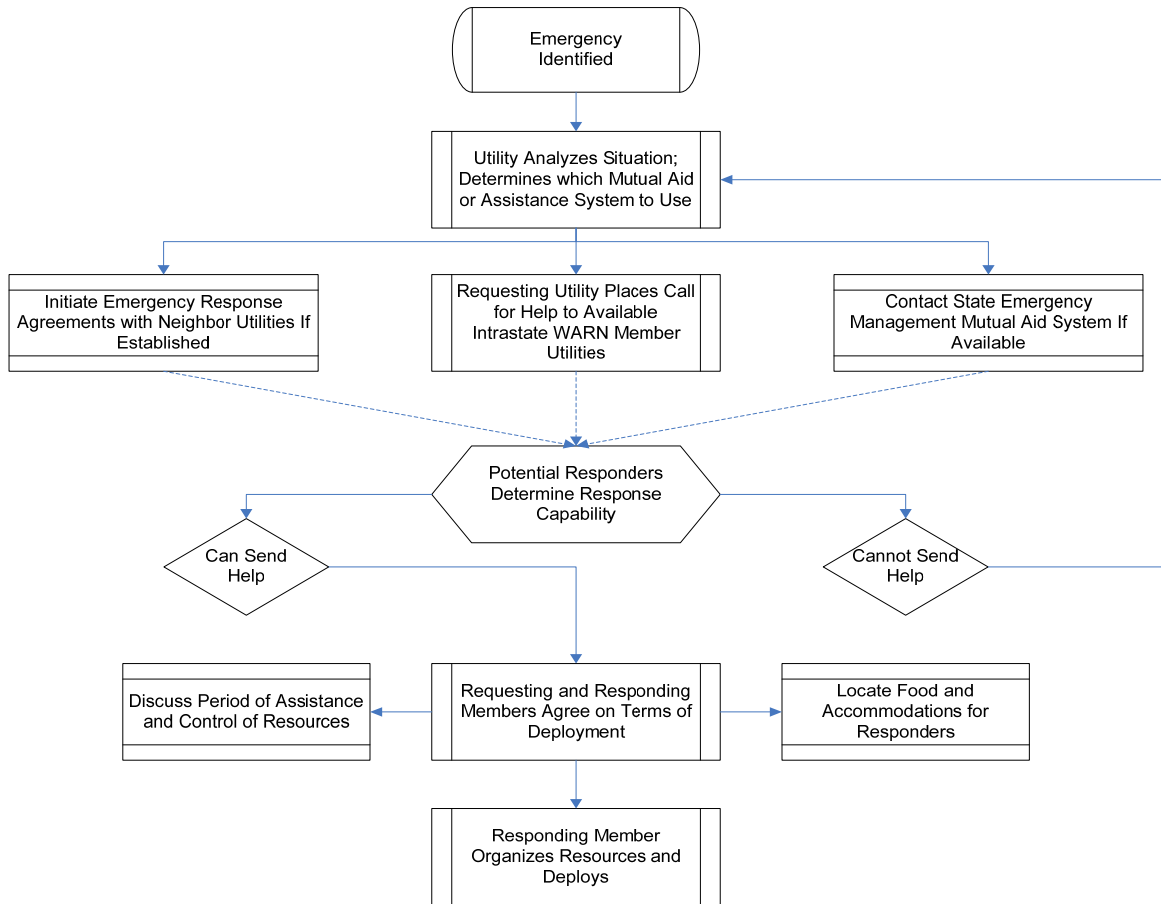 Emergency
Identified
Utility Analyzes Situation;
Determines which Mutual Aid
or Assistance System to Use
Initiate Emergency Response
Agreements with Neighbor Utilities If
Established
Requesting Utility Places Call
for Help to Available
Intrastate WARN Member
Utilities
Contact State Emergency
Management Mutual Aid System If
Available
Potential Responders
Determine Response
Capability
Can Send
Help
Cannot Send
Help
Discuss Period of Assistance
and Control of Resources
Requesting and Responding
Members Agree on Terms of
Deployment
Locate Food and
Accommodations for
Responders
Responding Member
Organizes Resources and
Deploys